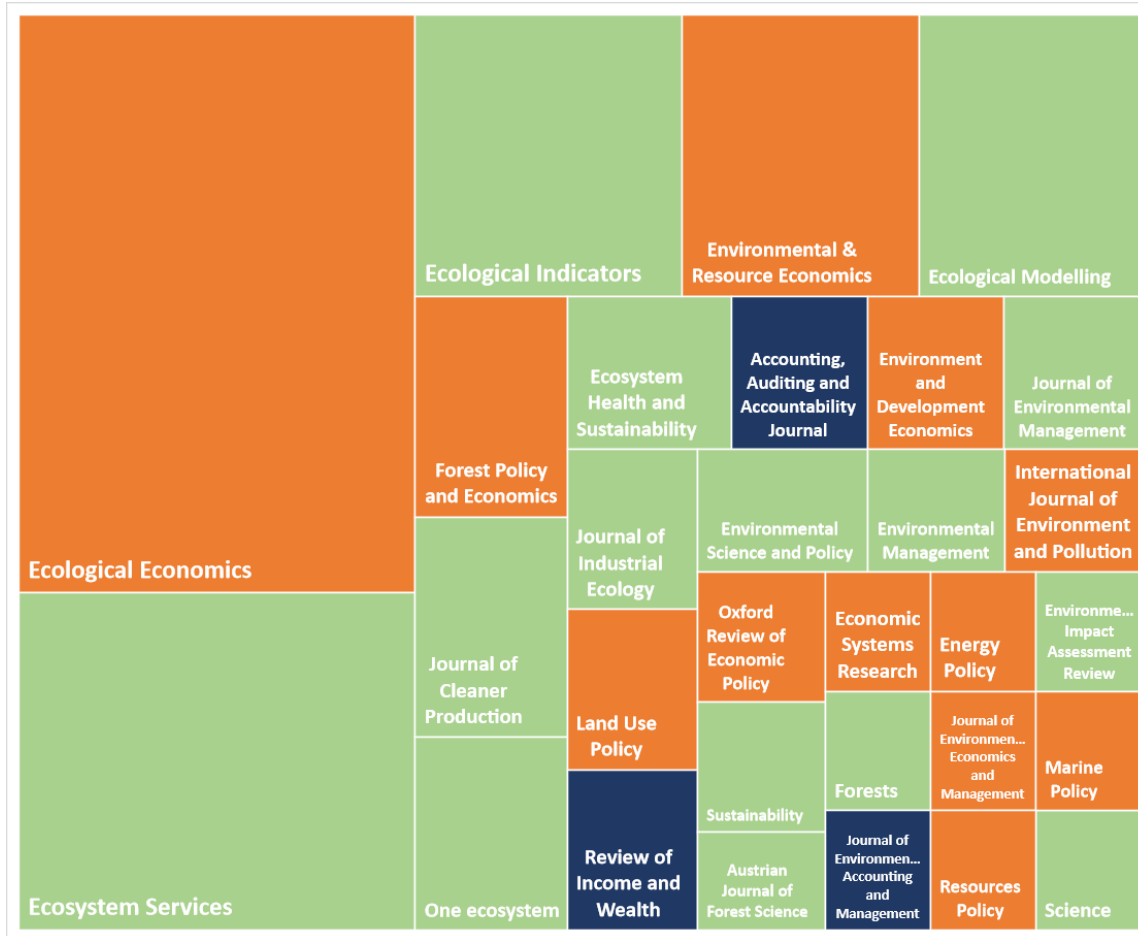 Ecological Economics
Ecosystem Services
Ecological Indicators
Environmental &
Resource Economics
Ecological Modelling
Forest Policy
and Economics
Journal of
Cleaner
Production
One ecosystem
Ecosystem
Health and
Sustainability
Accounting,
Auditing and
Accountability
Journal
Environment
and
Development
Economics
Journal of
Environmental
Management
Journal of
Industrial
Ecology
Land Use
Policy
Review of
Income and
Wealth
Environmental
Science and Policy
Environmental
Management
International
Journal of
Environment
and Pollution
Oxford
Review of
Economic
Policy
Sustainability
Austrian
Journal of
Forest Science
Economic
Systems
Research
Energy
Policy
Environme...
Impact
Assessment
Review
Forests
Journal of
Environmen...
Economics
and
Management
Marine
Policy
Journal of
Environmen...
Accounting
and
Management
Resources
Policy
Science